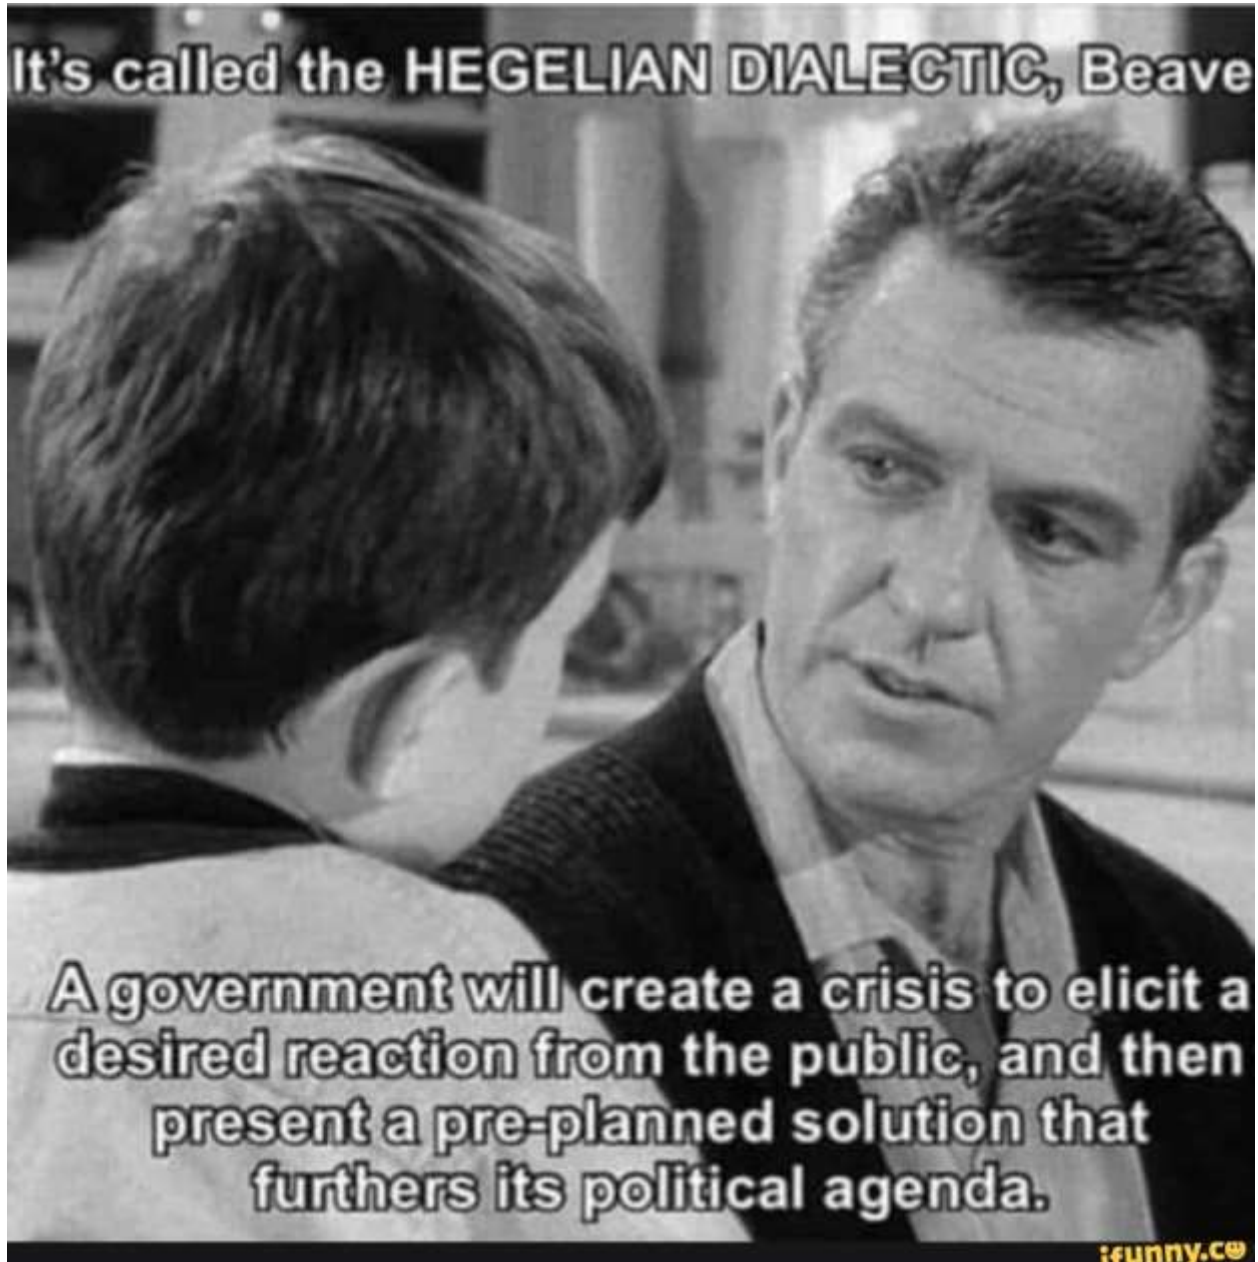 It's called the HEGELIAN DIALECTIC, Beave
A government will create a crisis to elicit a
desired reaction from the public, and then
present a pre-planned solution that
furthers its political agenda.
ifunny.co